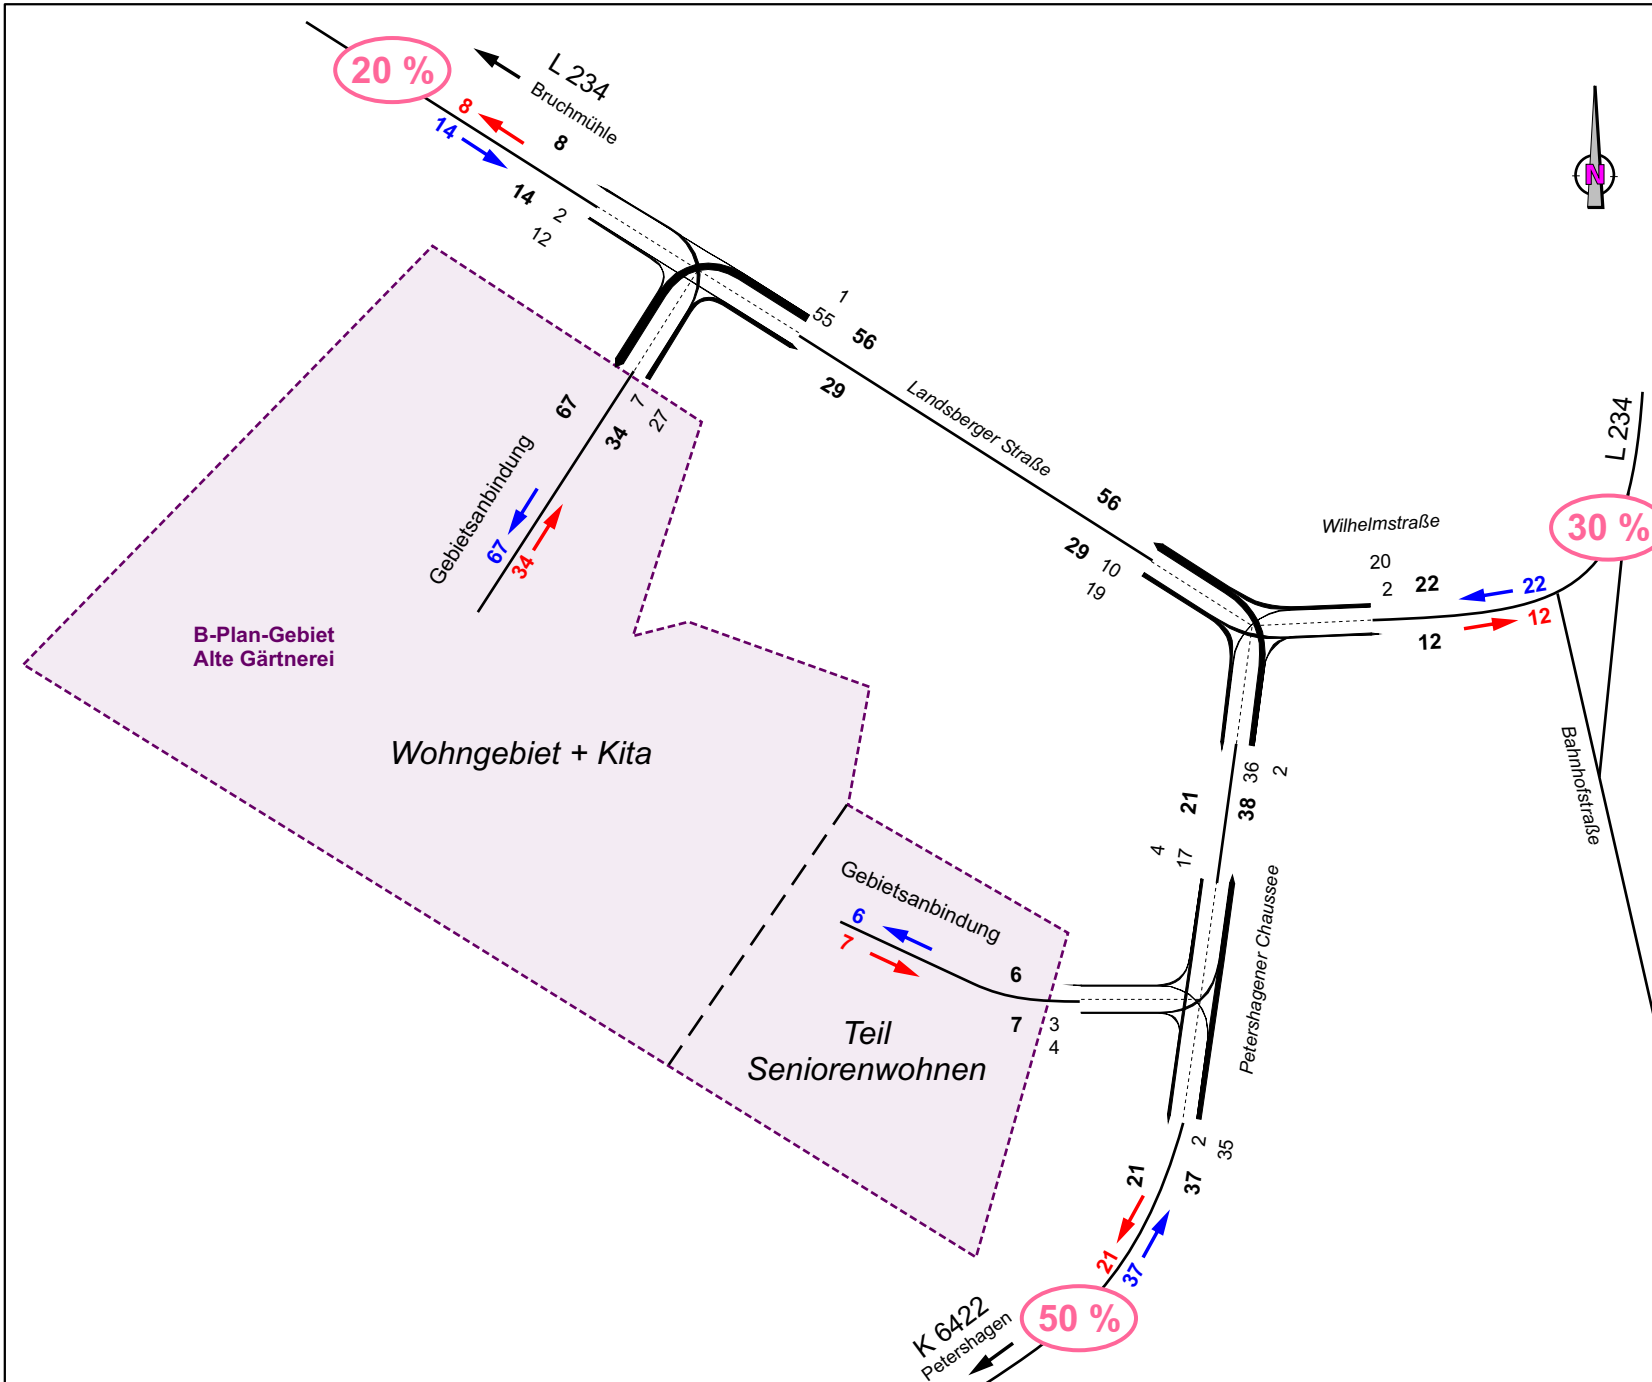 20 %
L 234
Bruchmühle
8
14
8
14
2
12
N
1
55
56
29
Landsberger Straße
67
34
7
27
Gebietsanbindung
67
34
56
29
10
19
L 234
30 %
Wilhelmstraße
20
2
22
22
12
12
Bahnhofstraße
B-Plan-Gebiet
Alte Gärtnerei
Wohngebiet + Kita
21
36
2
38
4
17
Petershagener Chaussee
Gebietsanbindung
6
7
6
7
3
4
Teil
Seniorenwohnen
2
35
21
37
21
37
50 %
K 6422
Petershagen